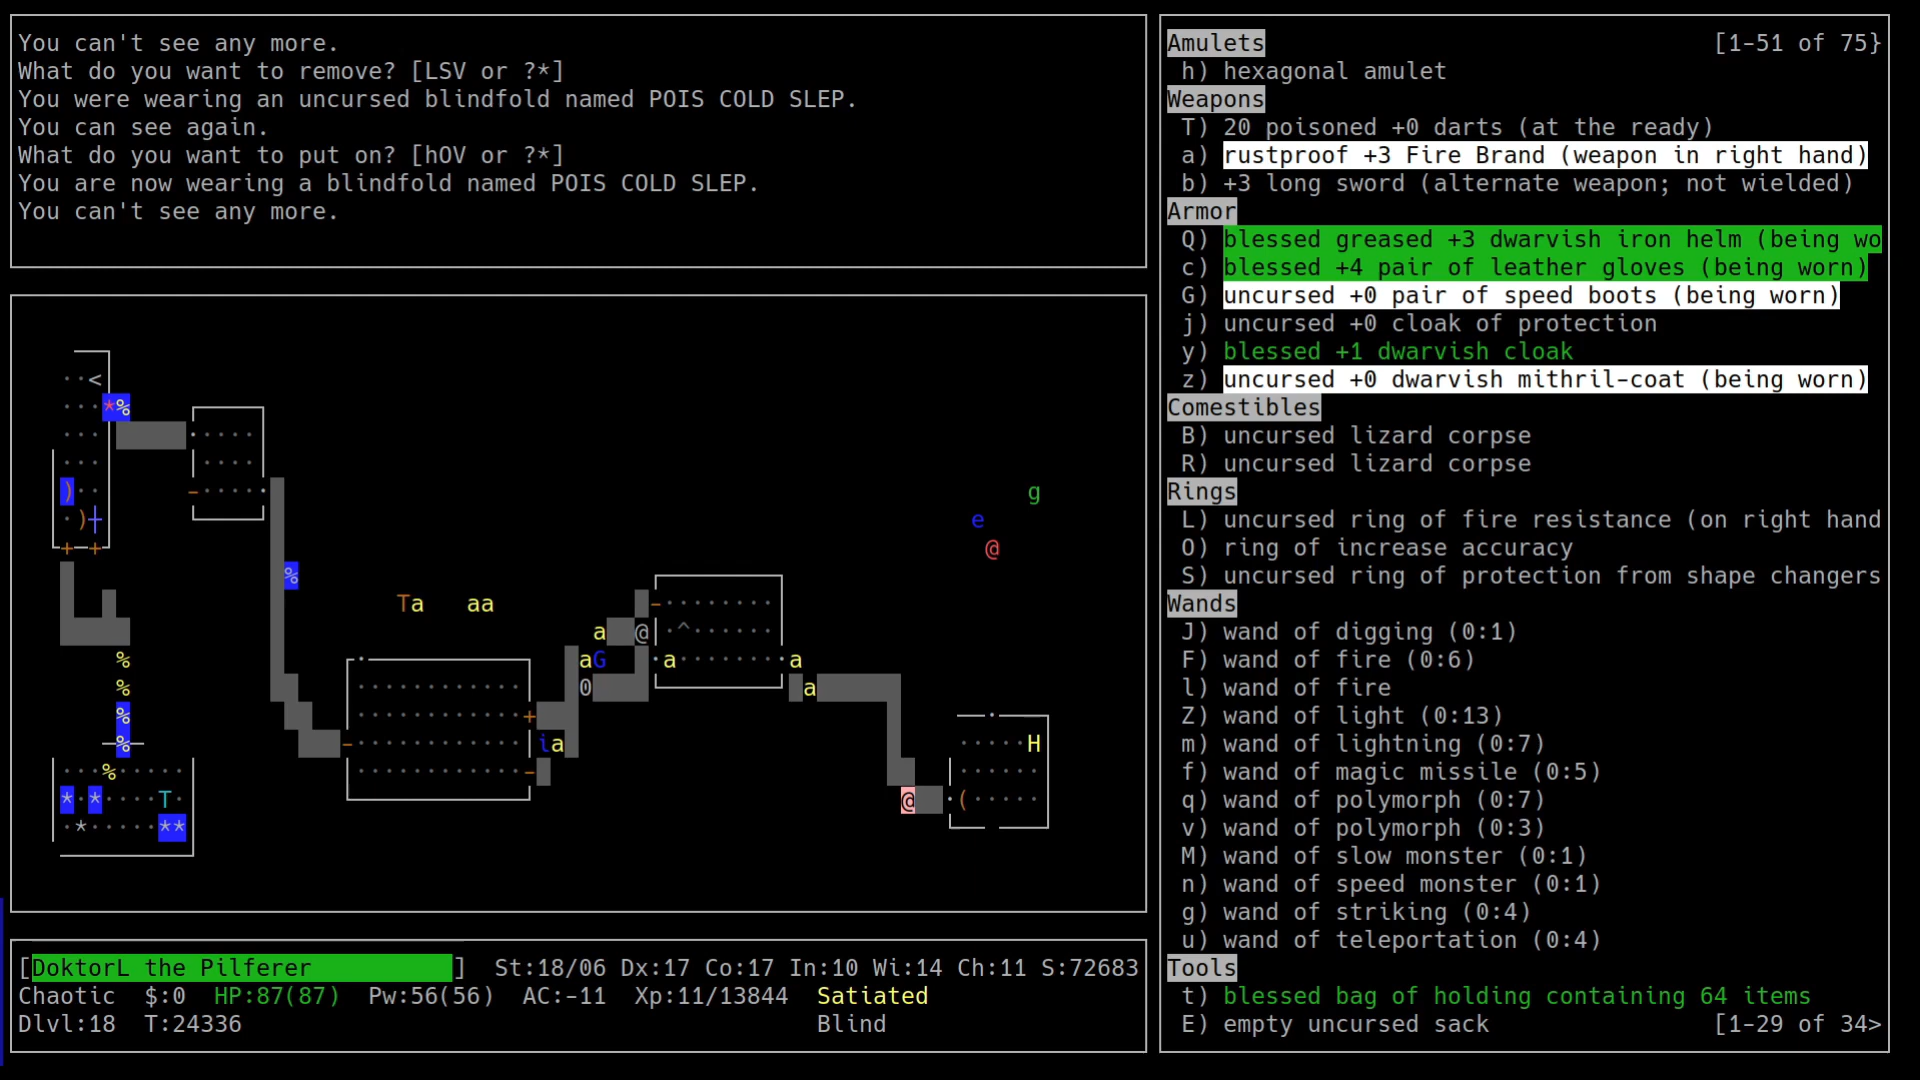 You can't see any more.
What do you want to remove? [LSV or ?*]
You were wearing an uncursed blindfold named POIS COLD SLEP.
You can see again.
What do you want to put on? [hOV or ?*]
You are now wearing a blindfold named POIS COLD SLEP.
You can't see any more.
[DoktorL the Pilferer] St:18/06 Dx:17 Co:17 In:10 Wi:14 Ch:11 S:72683
Chaotic $:0 HP:87(87) Pw:56(56) AC:-11 Xp:11/13844 Satiated
Dlvl:18 T:24336 Blind
Amulets [1-51 of 75}
h) hexagonal amulet
Weapons
T) 20 poisoned +0 darts (at the ready)
a) rustproof +3 Fire Brand (weapon in right hand)
b) +3 long sword (alternate weapon; not wielded)
Armor
Q) blessed greased +3 dwarvish iron helm (being wo
c) blessed +4 pair of leather gloves (being worn)
G) uncursed +0 pair of speed boots (being worn)
j) uncursed +0 cloak of protection
y) blessed +1 dwarvish cloak
z) uncursed +0 dwarvish mithril-coat (being worn)
Comestibles
B) uncursed lizard corpse
R) uncursed lizard corpse
Rings
L) uncursed ring of fire resistance (on right hand
O) ring of increase accuracy
S) uncursed ring of protection from shape changers
Wands
J) wand of digging (0:1)
F) wand of fire (0:6)
l) wand of fire
Z) wand of light (0:13)
m) wand of lightning (0:7)
f) wand of magic missile (0:5)
q) wand of polymorph (0:7)
v) wand of polymorph (0:3)
M) wand of slow monster (0:1)
n) wand of speed monster (0:1)
g) wand of striking (0:4)
u) wand of teleportation (0:4)
Tools
t) blessed bag of holding containing 64 items
E) empty uncursed sack [1-29 of 34>